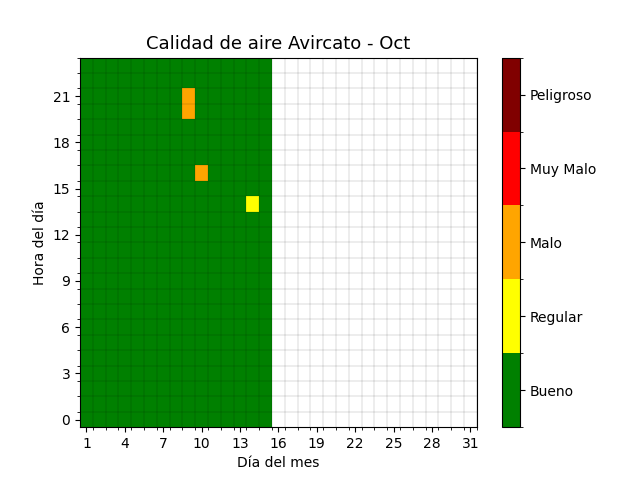 Calidad de aire Avircato - Oct
Hora del día
21
18
15
12
9
6
3
0
1 4 7 10 13 16 19 22 25 28 31
Día del mes
Peligroso
Muy Malo
Malo
Regular
Bueno